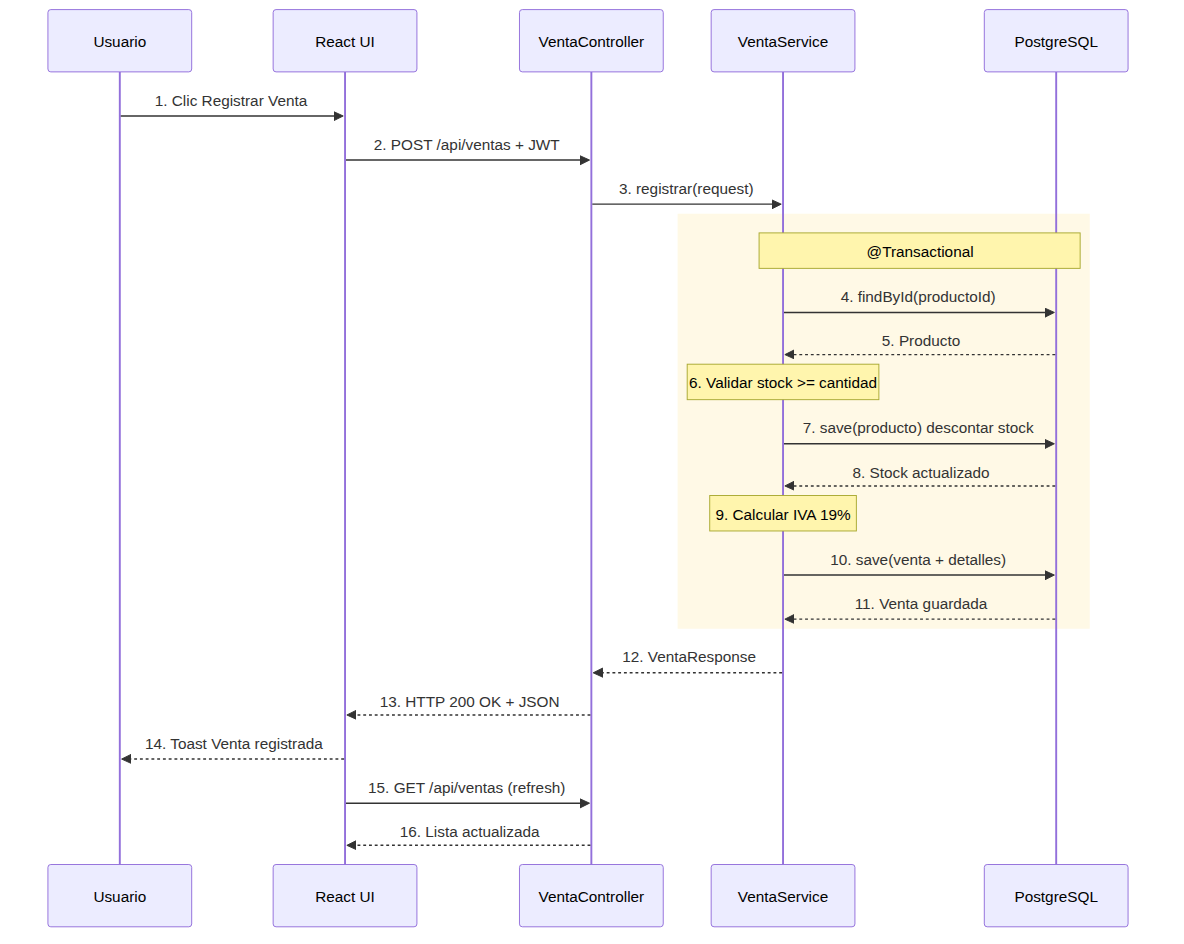 Usuario
React UI
VentaController
VentaService
PostgreSQL
1. Clic Registrar Venta
2. POST /api/ventas + JWT
3. registrar(request)
@Transactional
4. findById(productoId)
5. Producto
6. Validar stock >= cantidad
7. save(producto) descontar stock
8. Stock actualizado
9. Calcular IVA 19%
10. save(venta + detalles)
11. Venta guardada
12. VentaResponse
13. HTTP 200 OK + JSON
14. Toast Venta registrada
15. GET /api/ventas (refresh)
16. Lista actualizada
Usuario
React UI
VentaController
VentaService
PostgreSQL